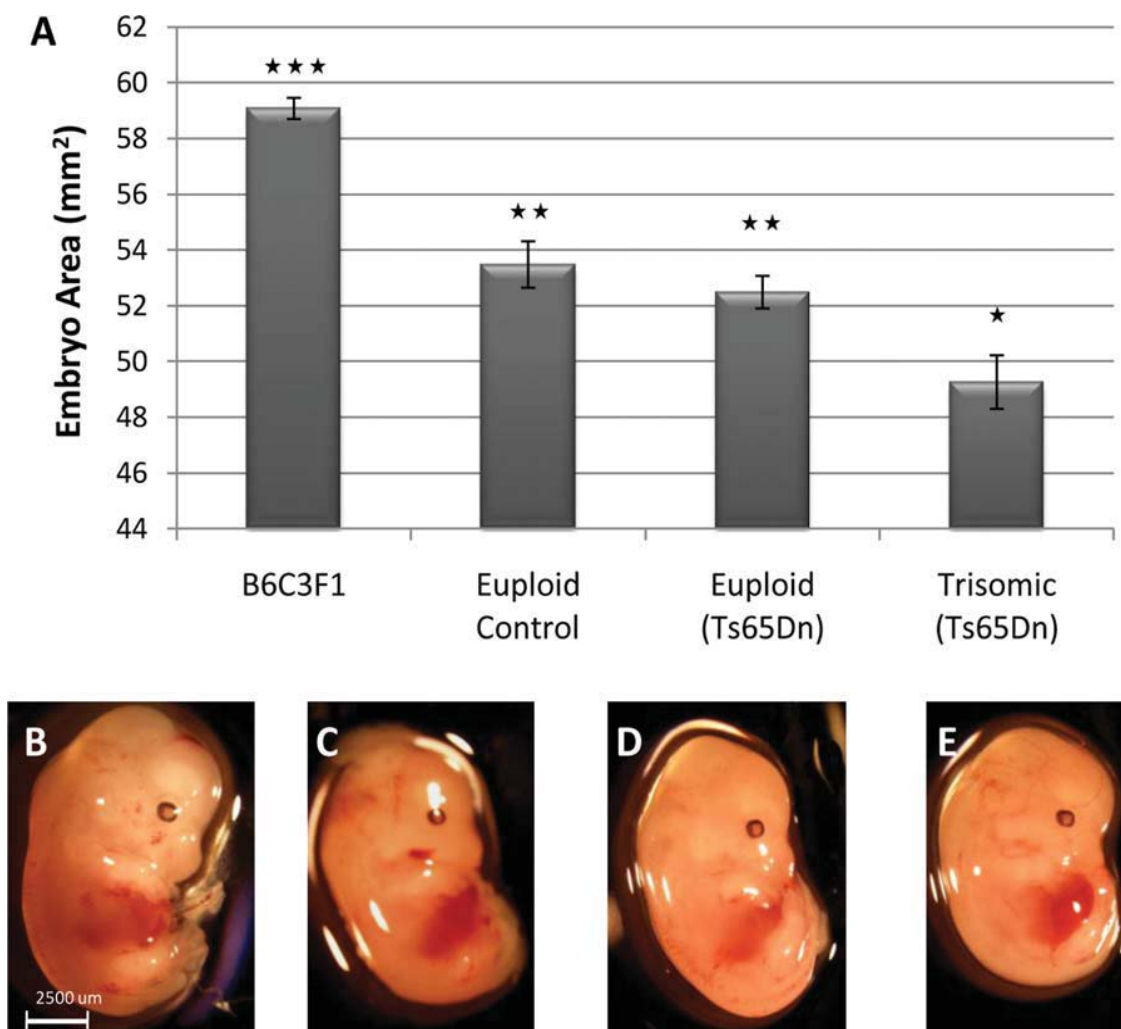 A
Embryo Area (mm²)
62
60
58
56
54
52
50
48
46
44
★★★
★★
★★
★
B6C3F1
Euploid
Control
Euploid
(Ts65Dn)
Trisomic
(Ts65Dn)
B
C
D
E
2500 um